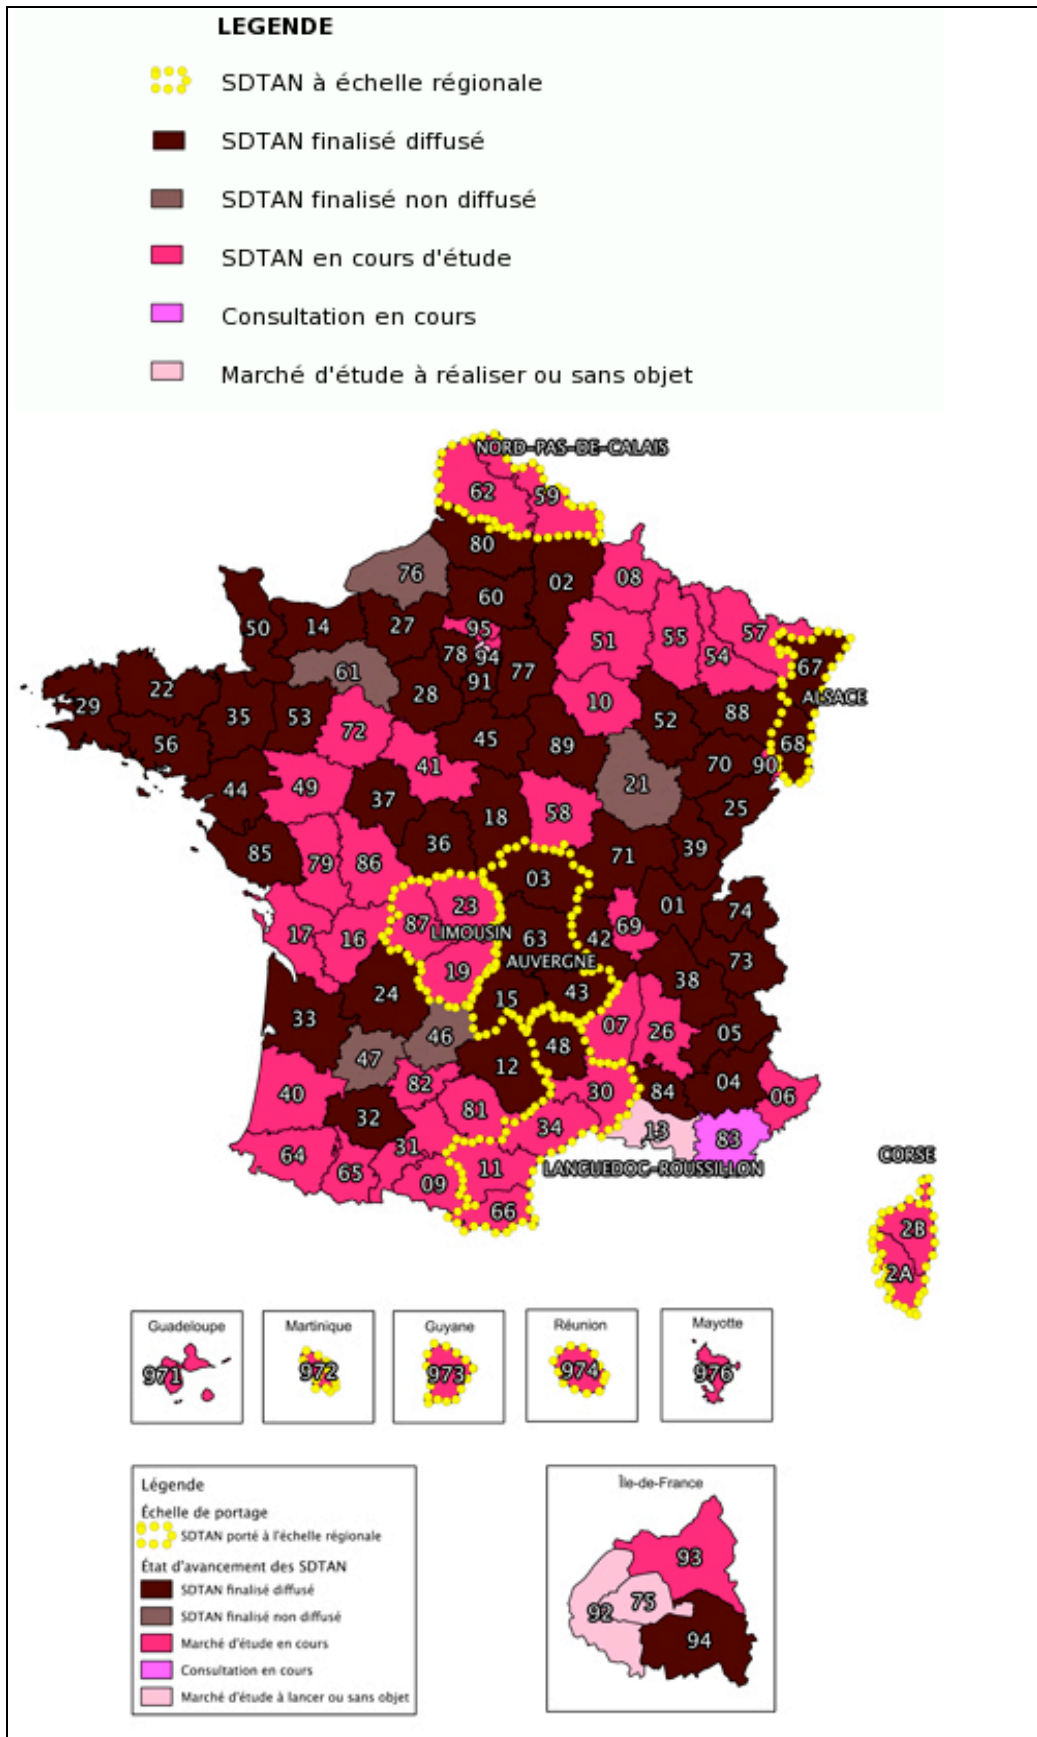 LEGENDE
SDTAN à échelle régionale
SDTAN finalisé diffusé
SDTAN finalisé non diffusé
SDTAN en cours d'étude
Consultation en cours
Marché d'étude à réaliser ou sans objet
NORD-PAS-DE-CALAIS
62 59
80
76 02 08
60
50 14 27 95 51 55 57
78 94 54
61 77 67
22 91
29 28 10 ALSACE
35 53 52 88
56 72 45 89 68
41 70 90
49 21
44 37 25
18 58
85 36 71 39
79 86
03
23 01 74
87 69
17 16 LIMOUSIN 63 42
AUVERGNE 73
19 38
24 15 43
33 07 26 05
46 48
47 12
82 04
40 30 84 06
32 81
34 13 83
31
64 11 LANGUEDOC-ROUSSILLON CORSE
65 09
66
2B
2A
Guadeloupe Martinique Guyane Réunion Mayotte
971 972 973 974 976
Légende
Échelle de portage
SDTAN porté à l'échelle régionale
État d'avancement des SDTAN
SDTAN finalisé diffusé
SDTAN finalisé non diffusé
Marché d'étude en cours
Consultation en cours
Marché d'étude à lancer ou sans objet
Île-de-France
93
75
92
94